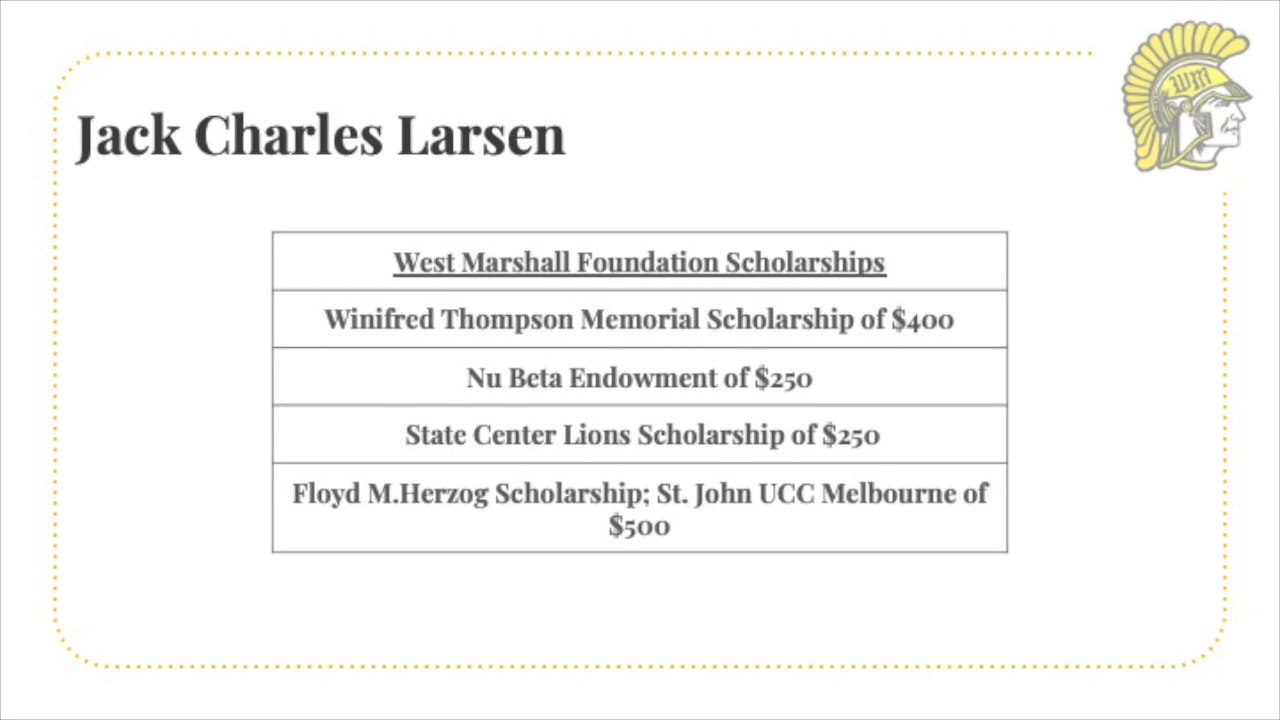 WM
Jack Charles Larsen
West Marshall Foundation Scholarships
Winifred Thompson Memorial Scholarship of $400
Nu Beta Endowment of $250
State Center Lions Scholarship of $250
Floyd M.Herzog Scholarship; St. John UCC Melbourne of
$500